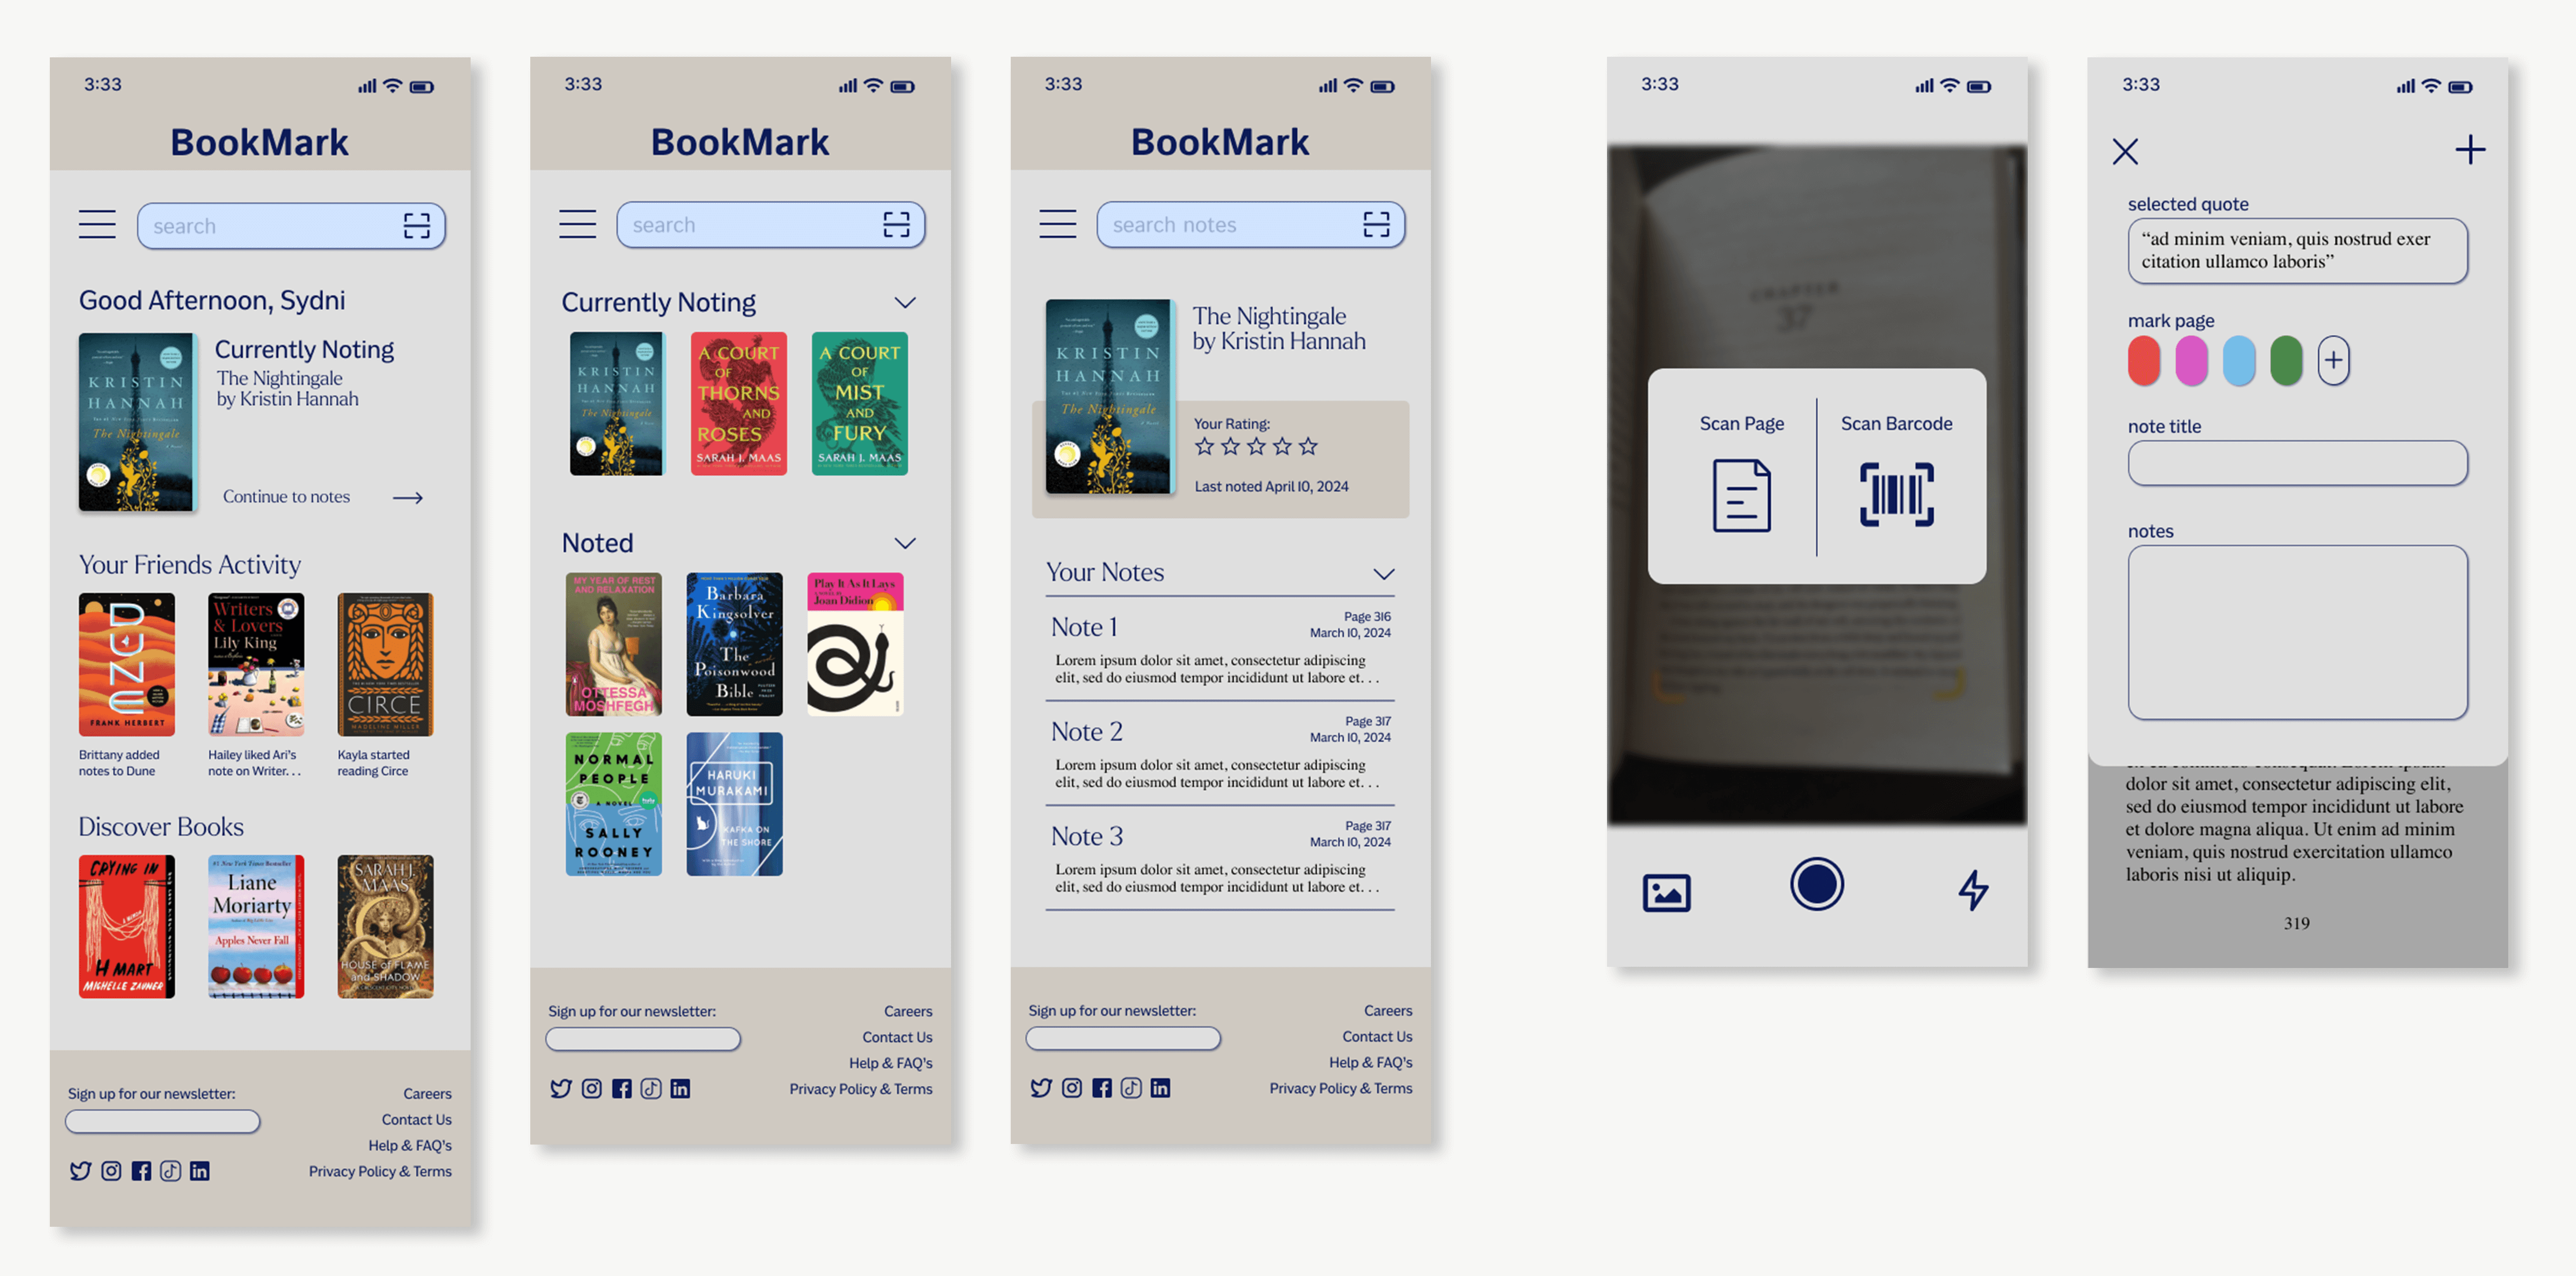 3:33
BookMark
search
Good Afternoon, Sydni
KRISTIN
HANNAH
The Nightingale
Currently Noting
The Nightingale
by Kristin Hannah
Continue to notes
Your Friends Activity
DUNE
FRANK HERBERT
Writers
& Lovers
Lily King
CIRCE
MADELINE MILLER
Brittany added
notes to Dune
Hailey liked Ari's
note on Writer. . .
Kayla started
reading Circe
Discover Books
CRYING IN
H MART
MICHELLE ZAUNER
#1 New York Times Bestseller
Liane
Moriarty
Apples Never Fall
SARAH J.
MAAS
HOUSE of FLAME
and SHADOW
Sign up for our newsletter:
Careers
Contact Us
Help & FAQ's
Privacy Policy & Terms
3:33
BookMark
search
Currently Noting
KRISTIN
HANNAH
The Nightingale
A COURT
OF
THORNS
AND
ROSES
SARAH J. MAAS
A COURT
OF
MIST
AND
FURY
SARAH J. MAAS
Noted
MY YEAR OF REST
AND RELAXATION
OTTESSA
MOSHFEGH
Barbara
Kingsolver
The
Poisonwood
Bible
Play It As It Lays
Joan Didion
NORMAL
PEOPLE
A NOVEL
SALLY
ROONEY
HARUKI
MURAKAMI
KAFKA ON
THE SHORE
Sign up for our newsletter:
Careers
Contact Us
Help & FAQ's
Privacy Policy & Terms
3:33
BookMark
search notes
KRISTIN
HANNAH
The Nightingale
The Nightingale
by Kristin Hannah
Your Rating:
Last noted April 10, 2024
Your Notes
Note 1
Page 316
March 10, 2024
Lorem ipsum dolor sit amet, consectetur adipiscing
elit, sed do eiusmod tempor incididunt ut labore et. . .
Note 2
Page 317
March 10, 2024
Lorem ipsum dolor sit amet, consectetur adipiscing
elit, sed do eiusmod tempor incididunt ut labore et. . .
Note 3
Page 317
March 10, 2024
Lorem ipsum dolor sit amet, consectetur adipiscing
elit, sed do eiusmod tempor incididunt ut labore et. . .
Sign up for our newsletter:
Careers
Contact Us
Help & FAQ's
Privacy Policy & Terms
3:33
CHAPTER
37
Scan Page
Scan Barcode
3:33
selected quote
“ad minim veniam, quis nostrud exer
citation ullamco laboris”
mark page
note title
notes
dolor sit amet, consectetur adipiscing elit,
sed do eiusmod tempor incididunt ut labore
et dolore magna aliqua. Ut enim ad minim
veniam, quis nostrud exercitation ullamco
laboris nisi ut aliquip.
319